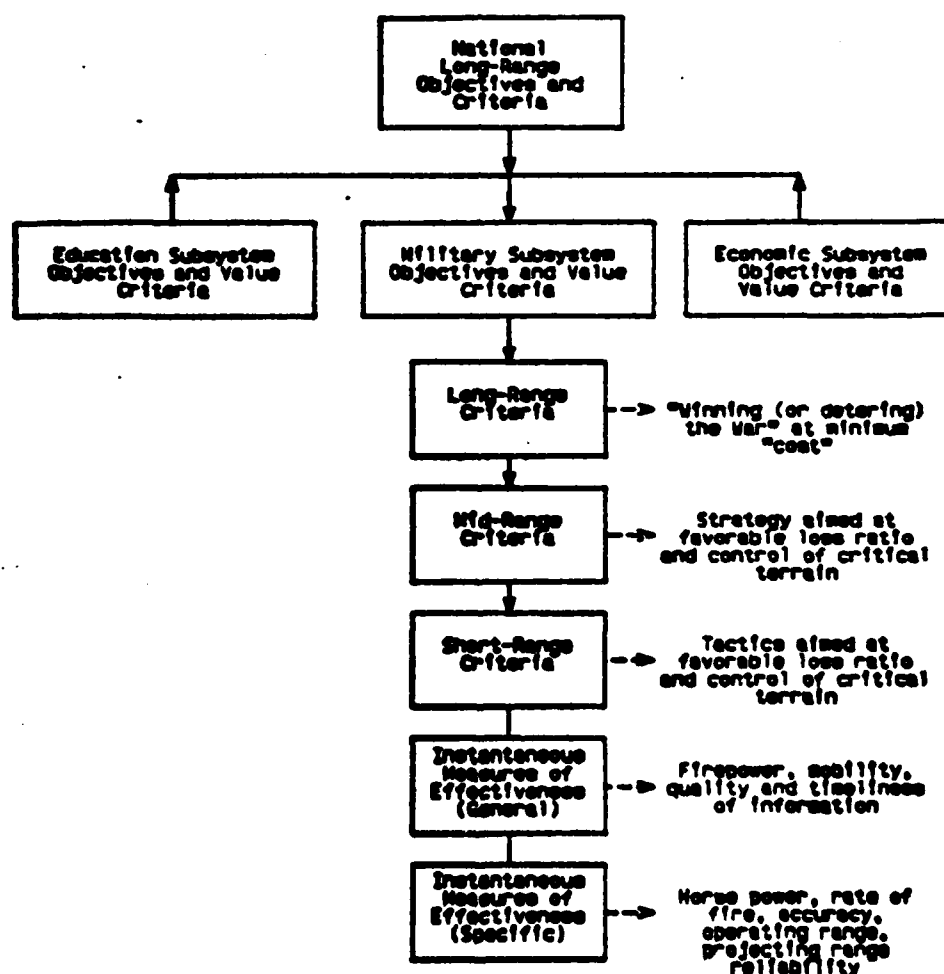 National
Long-Range
Objectives and
Criteria
Education Subsystem
Objectives and Value
Criteria
Military Subsystem
Objectives and Value
Criteria
Economic Subsystem
Objectives and
Value Criteria
Long-Range
Criteria
"Winning (or detering)
the War" at minimum
"cost"
Mid-Range
Criteria
Strategy aimed at
favorable loss ratio
and control of critical
terrain
Short-Range
Criteria
Tactics aimed at
favorable loss ratio
and control of critical
terrain
Instantaneous
Measures of
Effectiveness
(General)
Firepower, mobility,
quality and timeliness
of information
Instantaneous
Measures of
Effectiveness
(Specific)
Horse power, rate of
fire, accuracy,
operating range,
projecting range
reliability